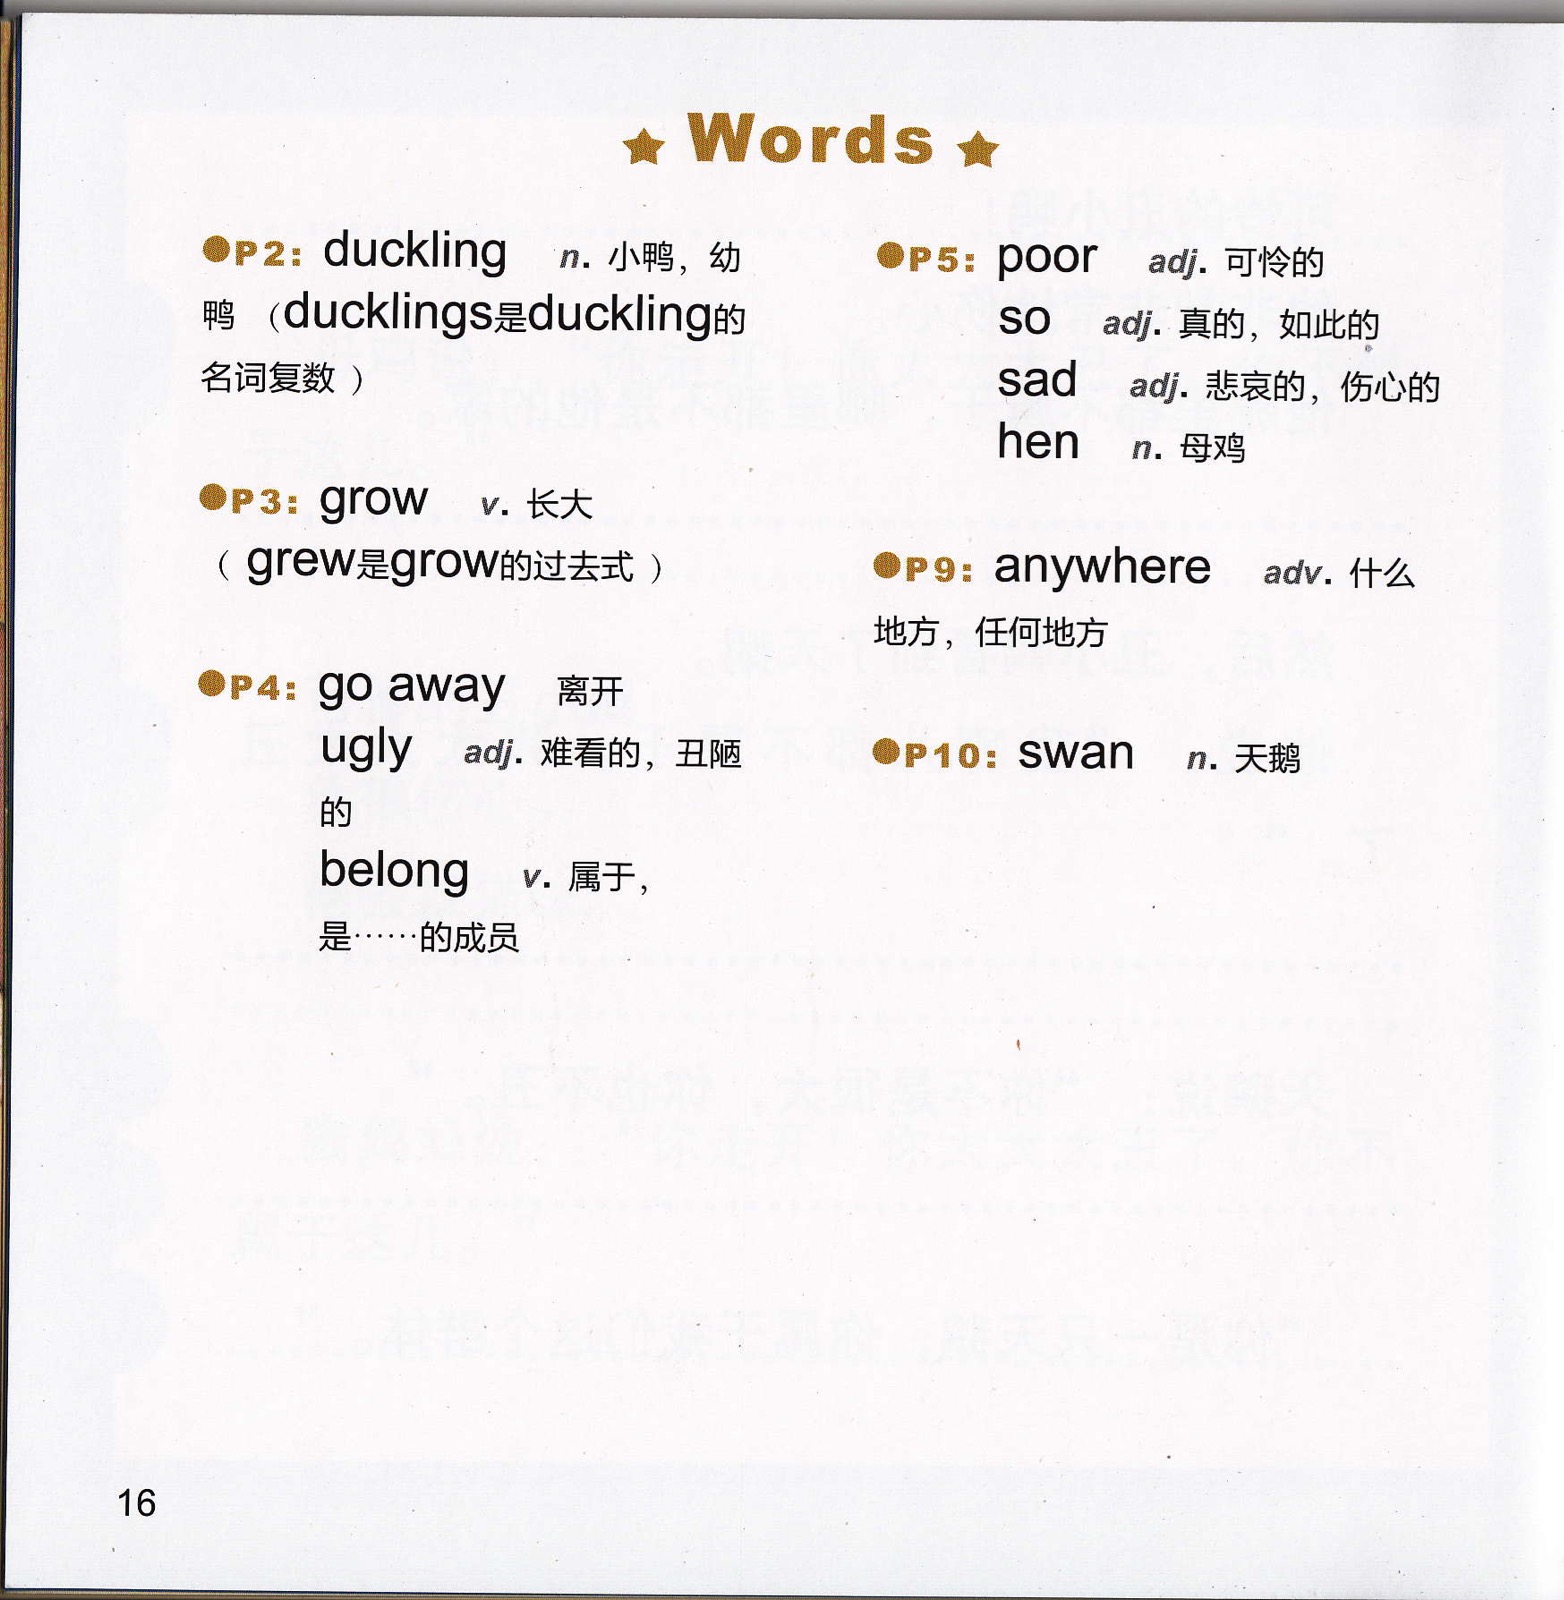 Words
P2: duckling n. 小鸭，幼
鸭 （ducklings是duckling的
名词复数）
P3: grow v. 长大
（ grew是grow的过去式 ）
P4: go away 离开
ugly adj. 难看的，丑陋
的
belong v. 属于，
是……的成员
P5: poor adj. 可怜的
so adj. 真的，如此的
sad adj. 悲哀的，伤心的
hen n. 母鸡
P9: anywhere adv. 什么
地方，任何地方
P10: swan n. 天鹅
16